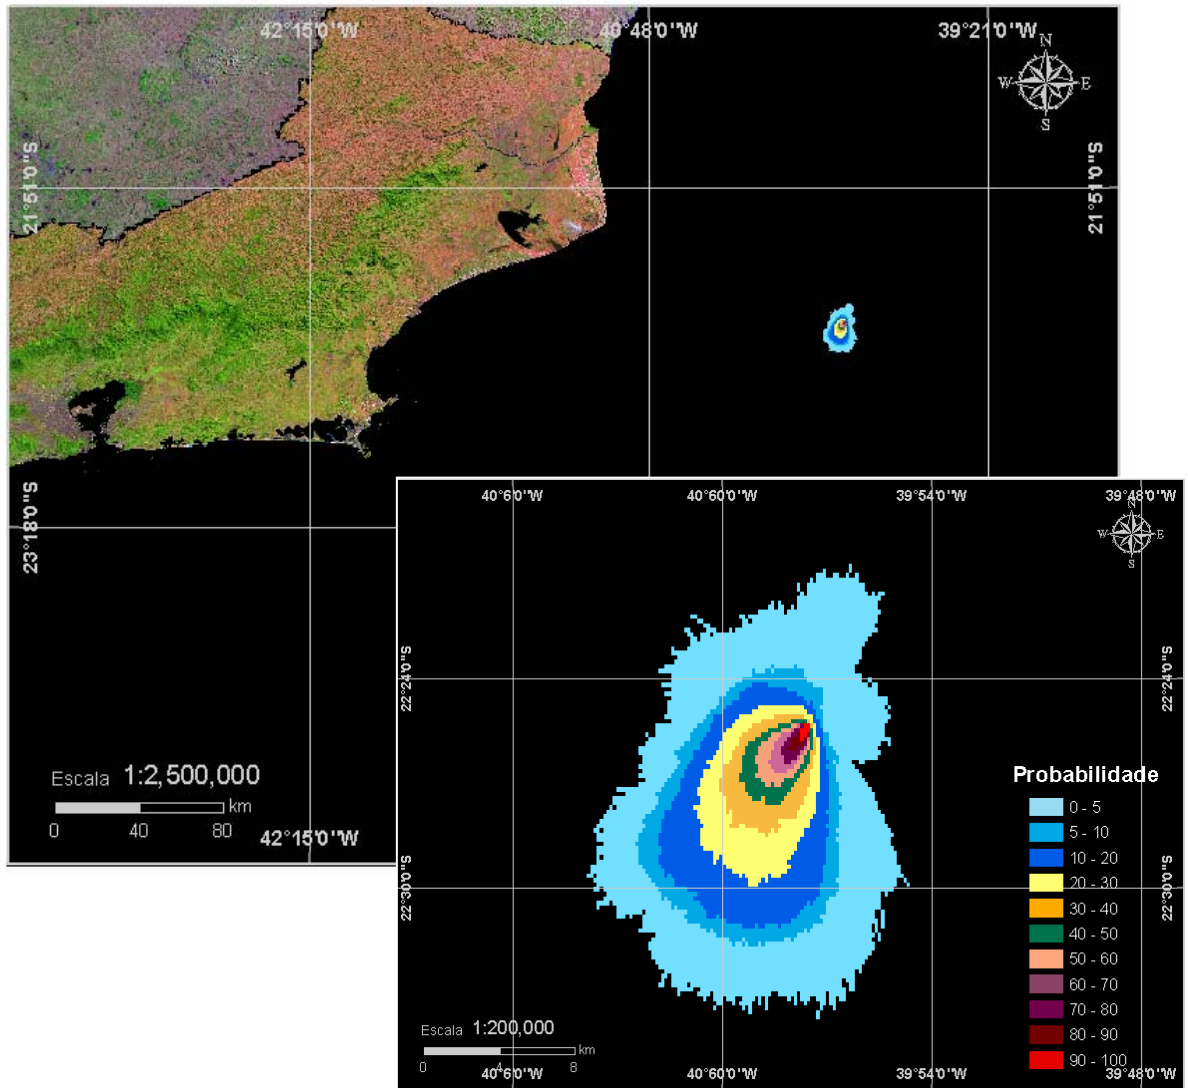 42°15'0"W
40°48'0"W
39°21'0"W
N
W
E
S
21°51'0"S
21°51'0"S
23°18'0"S
Escala 1:2,500,000
km
0 40 80
42°15'0"W
40°6'0"W
40°60'0"W
39°54'0"W
39°48'0"W
N
W
E
S
22°24'0"S
22°24'0"S
Probabilidade
0 - 5
5 - 10
10 - 20
20 - 30
30 - 40
40 - 50
50 - 60
60 - 70
70 - 80
80 - 90
90 - 100
22°30'0"S
22°30'0"S
Escala 1:200,000
km
0 4 8
40°6'0"W
40°60'0"W
39°54'0"W
39°48'0"W